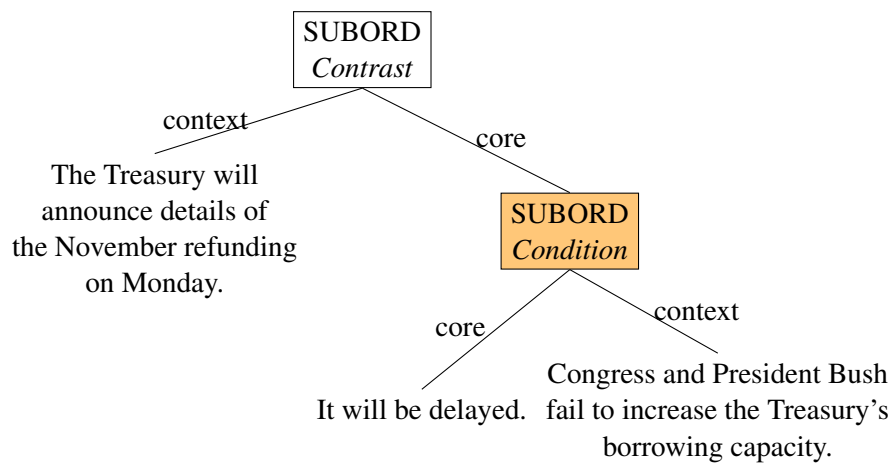 SUBORD
Contrast
context
core
The Treasury will
announce details of
the November refunding
on Monday.
SUBORD
Condition
core
context
It will be delayed.
Congress and President Bush
fail to increase the Treasury's
borrowing capacity.